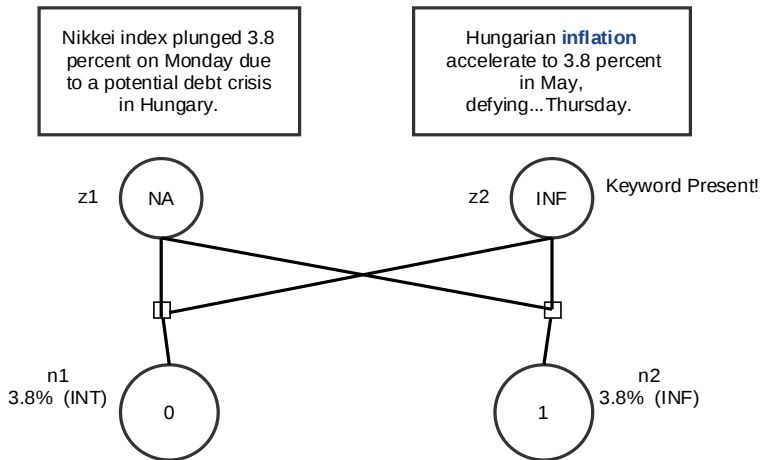 Nikkei index plunged 3.8
percent on Monday due
to a potential debt crisis
in Hungary.
Hungarian inflation
accelerate to 3.8 percent
in May,
defying...Thursday.
z1
NA
z2
INF
Keyword Present!
n1
3.8% (INT)
0
1
n2
3.8% (INF)